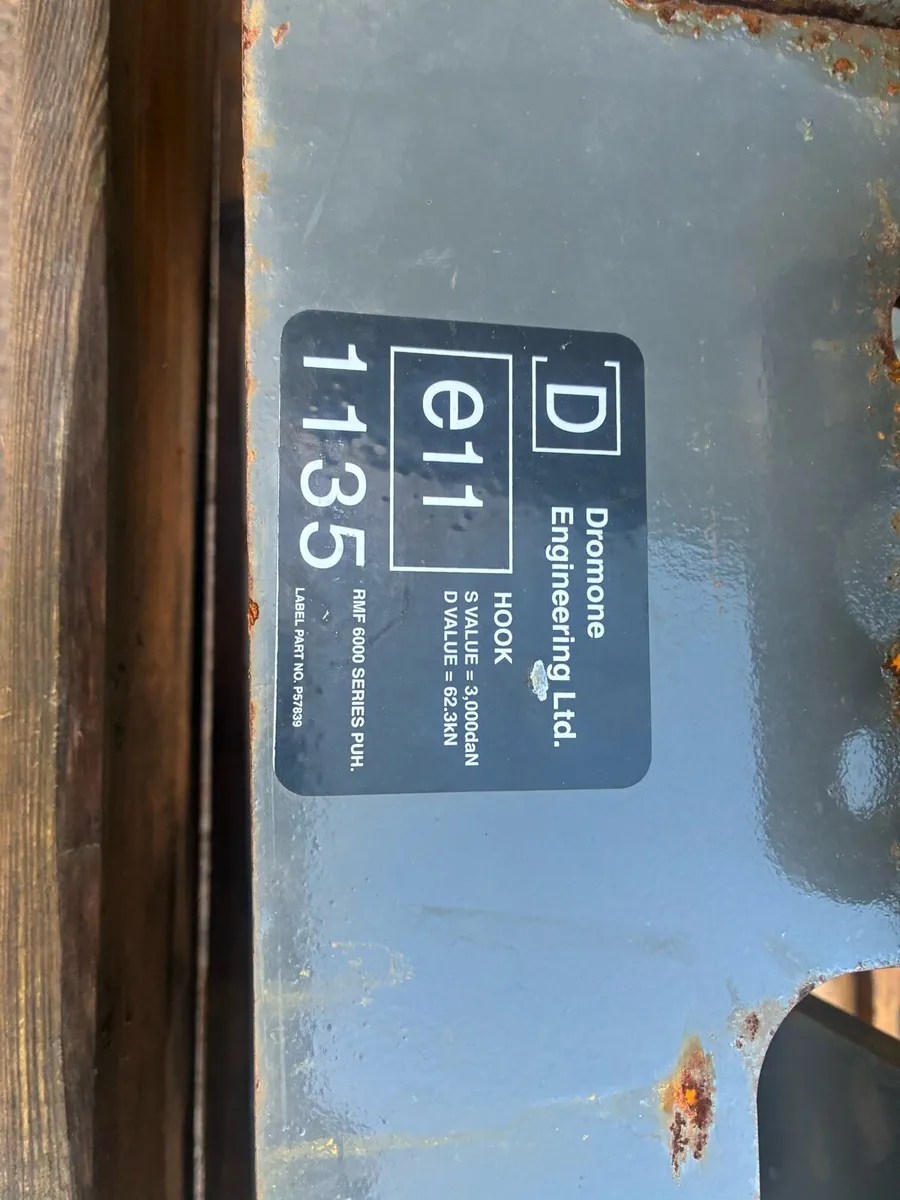 D
Dromone
Engineering Ltd.
e11
HOOK
S VALUE = 3,000daN
D VALUE = 62.3kN
1135
RMF 6000 SERIES PUH.
LABEL PART NO. P57839